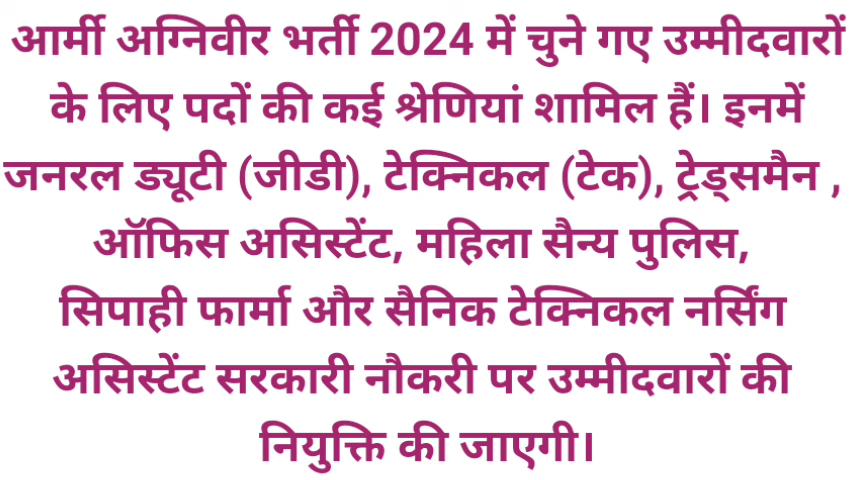 आर्मी अग्निवीर भर्ती 2024 में चुने गए उम्मीदवारों
के लिए पदों की कई श्रेणियां शामिल हैं। इनमें
जनरल ड्यूटी (जीडी), टेक्निकल (टेक), ट्रेड्समैन ,
ऑफिस असिस्टेंट, महिला सैन्य पुलिस,
सिपाही फार्मा और सैनिक टेक्निकल नर्सिंग
असिस्टेंट सरकारी नौकरी पर उम्मीदवारों की
नियुक्ति की जाएगी।